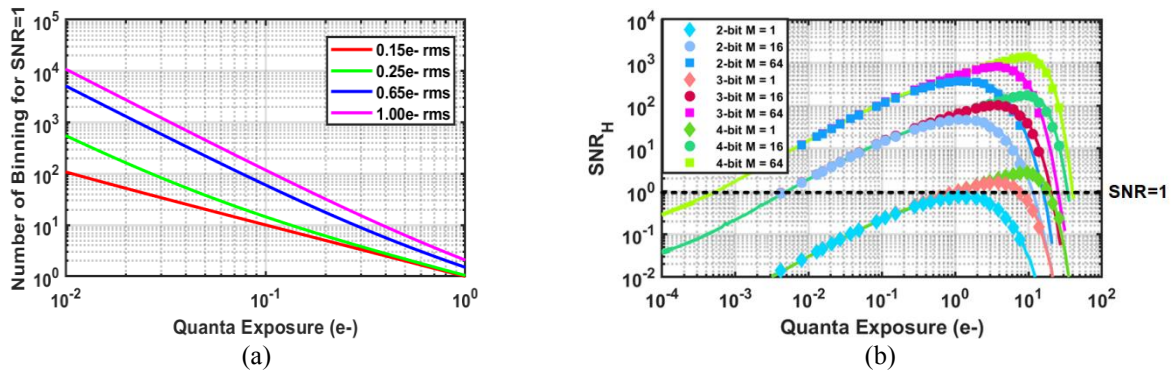 Number of Binning for SNR=1
10^5
10^4
10^3
10^2
10^1
10^0
0.15e- rms
0.25e- rms
0.65e- rms
1.00e- rms
10^-2
10^-1
10^0
Quanta Exposure (e-)
(a)
SNR_H
10^4
10^3
10^2
10^1
10^0
10^-1
10^-2
2-bit M = 1
2-bit M = 16
2-bit M = 64
3-bit M = 1
3-bit M = 16
3-bit M = 64
4-bit M = 1
4-bit M = 16
4-bit M = 64
SNR=1
10^-4
10^-3
10^-2
10^-1
10^0
10^1
10^2
Quanta Exposure (e-)
(b)